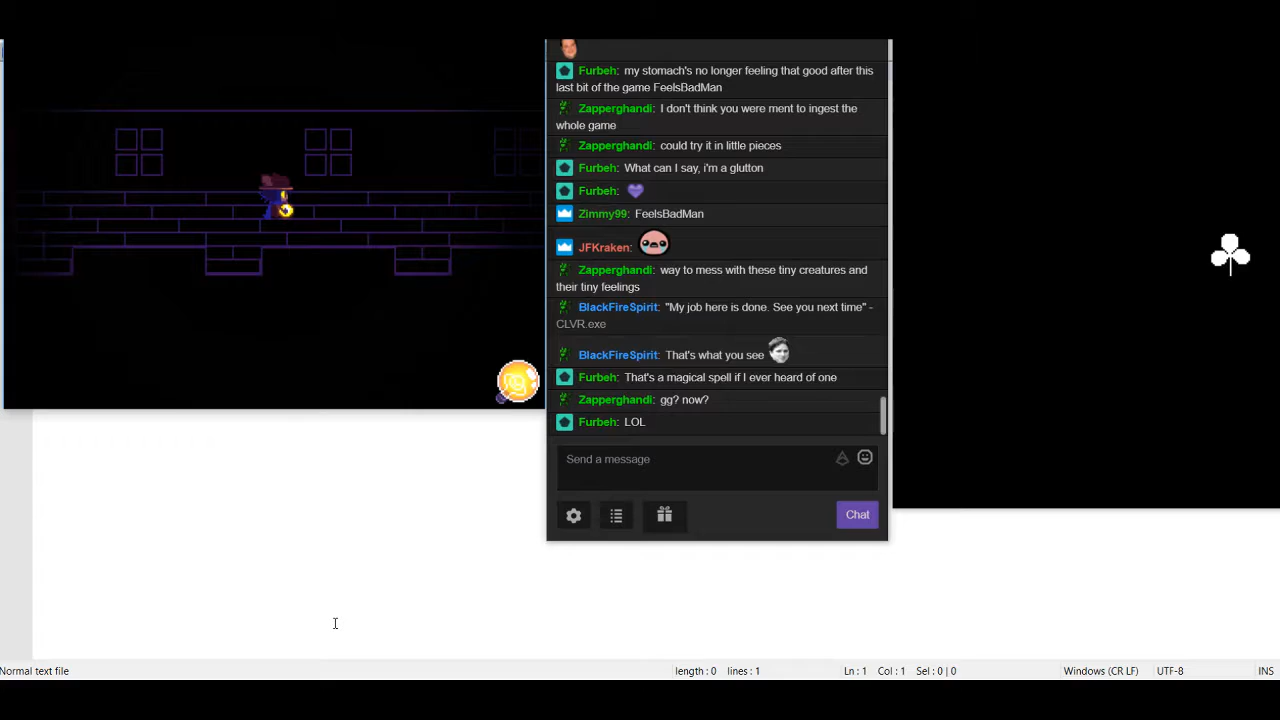 Furbeh: my stomach's no longer feeling that good after this
last bit of the game FeelsBadMan
Zapperghandi: I don't think you were ment to ingest the
whole game
Zapperghandi: could try it in little pieces
Furbeh: What can I say, i'm a glutton
Furbeh:
Zimmy99: FeelsBadMan
JFKraken:
Zapperghandi: way to mess with these tiny creatures and
their tiny feelings
BlackFireSpirit: "My job here is done. See you next time" -
CLVR.exe
BlackFireSpirit: That's what you see
Furbeh: That's a magical spell if I ever heard of one
Zapperghandi: gg? now?
Furbeh: LOL
Send a message
Chat
Normal text file
length : 0 lines : 1
Ln : 1 Col : 1 Sel : 0 | 0
Windows (CR LF)
UTF-8
INS